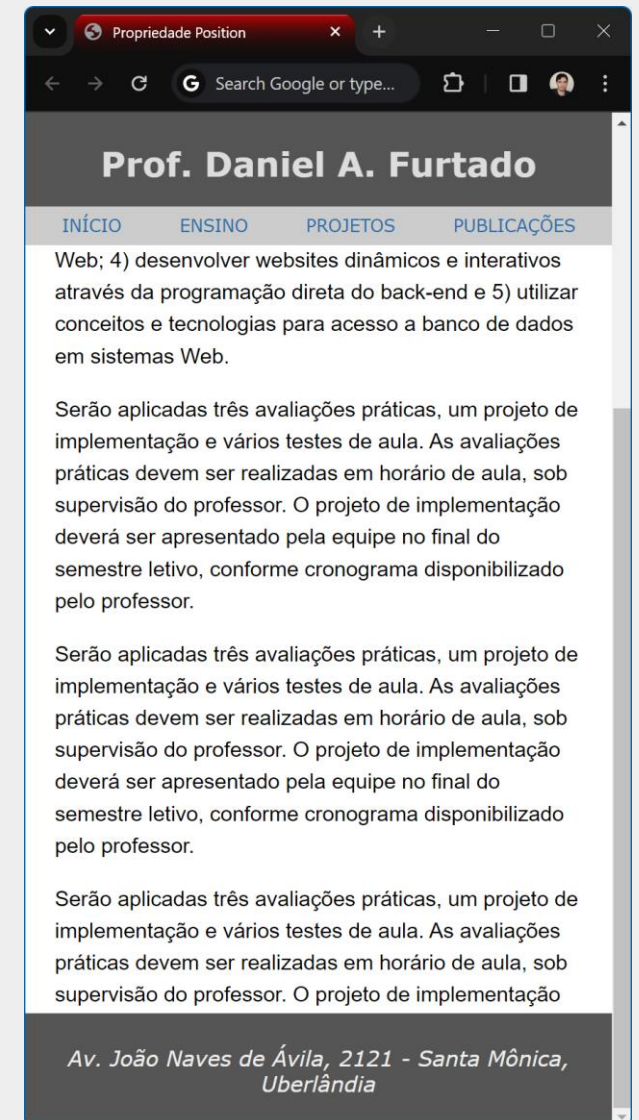 Propriedade Position
Search Google or type...
Prof. Daniel A. Furtado
INÍCIO ENSINO PROJETOS PUBLICAÇÕES
Web; 4) desenvolver websites dinâmicos e interativos
através da programação direta do back-end e 5) utilizar
conceitos e tecnologias para acesso a banco de dados
em sistemas Web.
Serão aplicadas três avaliações práticas, um projeto de
implementação e vários testes de aula. As avaliações
práticas devem ser realizadas em horário de aula, sob
supervisão do professor. O projeto de implementação
deverá ser apresentado pela equipe no final do
semestre letivo, conforme cronograma disponibilizado
pelo professor.
Serão aplicadas três avaliações práticas, um projeto de
implementação e vários testes de aula. As avaliações
práticas devem ser realizadas em horário de aula, sob
supervisão do professor. O projeto de implementação
deverá ser apresentado pela equipe no final do
semestre letivo, conforme cronograma disponibilizado
pelo professor.
Serão aplicadas três avaliações práticas, um projeto de
implementação e vários testes de aula. As avaliações
práticas devem ser realizadas em horário de aula, sob
supervisão do professor. O projeto de implementação
Av. João Naves de Ávila, 2121 - Santa Mônica,
Uberlândia